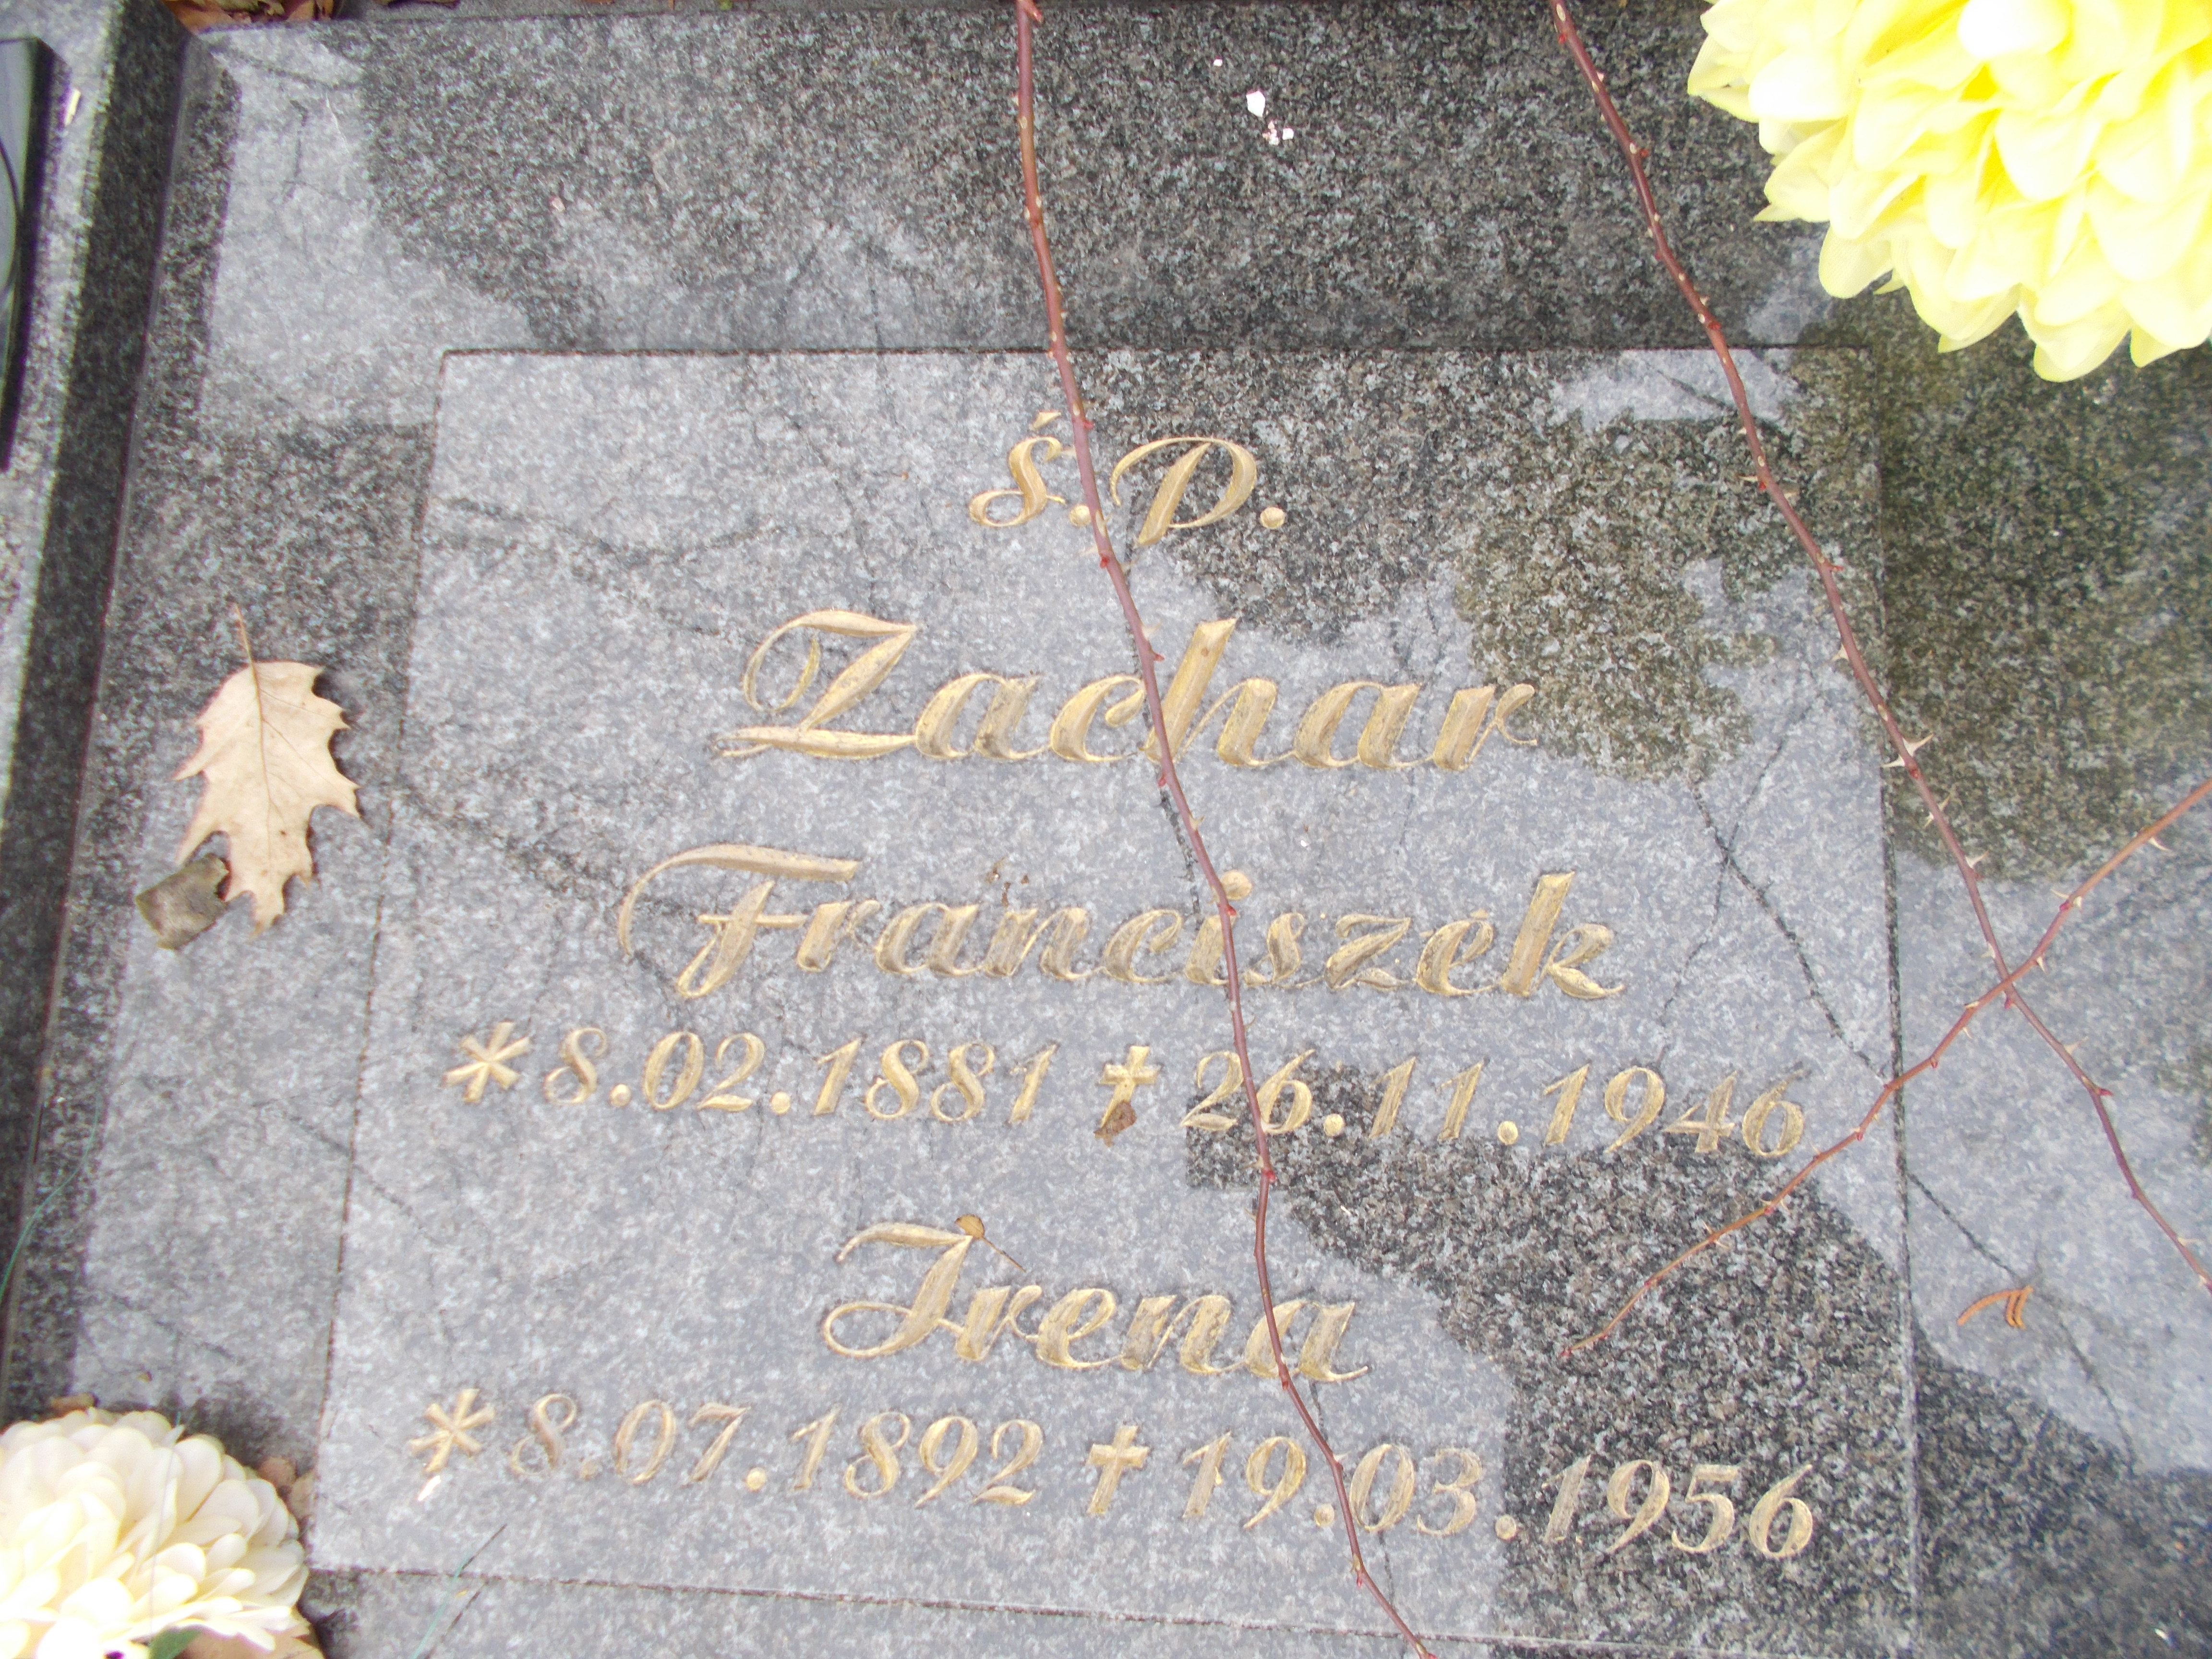 Ś.P.
Zachar
Franciszek
*8.02.1881 ✝ 26.11.1946
Irena
*8.07.1892 ✝ 19.03.1956